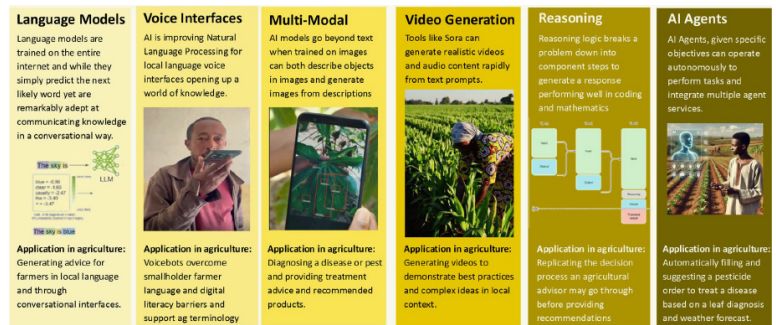 Language Models
Language models are
trained on the entire
internet and while they
simply predict the next
likely word yet are
remarkably adept at
communicating knowledge
in a conversational way.
The sky is
LLM
The sky is blue
Application in agriculture:
Generating advice for
farmers in local language
and through
conversational interfaces.
Voice Interfaces
AI is improving Natural
Language Processing for
local language voice
interfaces opening up a
world of knowledge.
Application in agriculture:
Voicebots overcome
smallholder farmer
language and digital
literacy barriers and
support ag terminology
Multi-Modal
AI models go beyond text
when trained on images
can both describe objects
in images and generate
images from descriptions
Application in agriculture:
Diagnosing a disease or pest
and providing treatment
advice and recommended
products.
Video Generation
Tools like Sora can
generate realistic videos
and audio content rapidly
from text prompts.
Application in agriculture:
Generating videos to
demonstrate best practices
and complex ideas in local
context.
Reasoning
Reasoning logic breaks a
problem down into
component steps to
generate a response
performing well in coding
and mathematics
Application in agriculture:
Replicating the decision
process an agricultural
advisor may go through
before providing
recommendations
AI Agents
AI Agents, given specific
objectives can operate
autonomously to
perform tasks and
integrate multiple agent
services.
Application in agriculture:
Automatically filling and
suggesting a pesticide
order to treat a disease
based on a leaf diagnosis
and weather forecast.